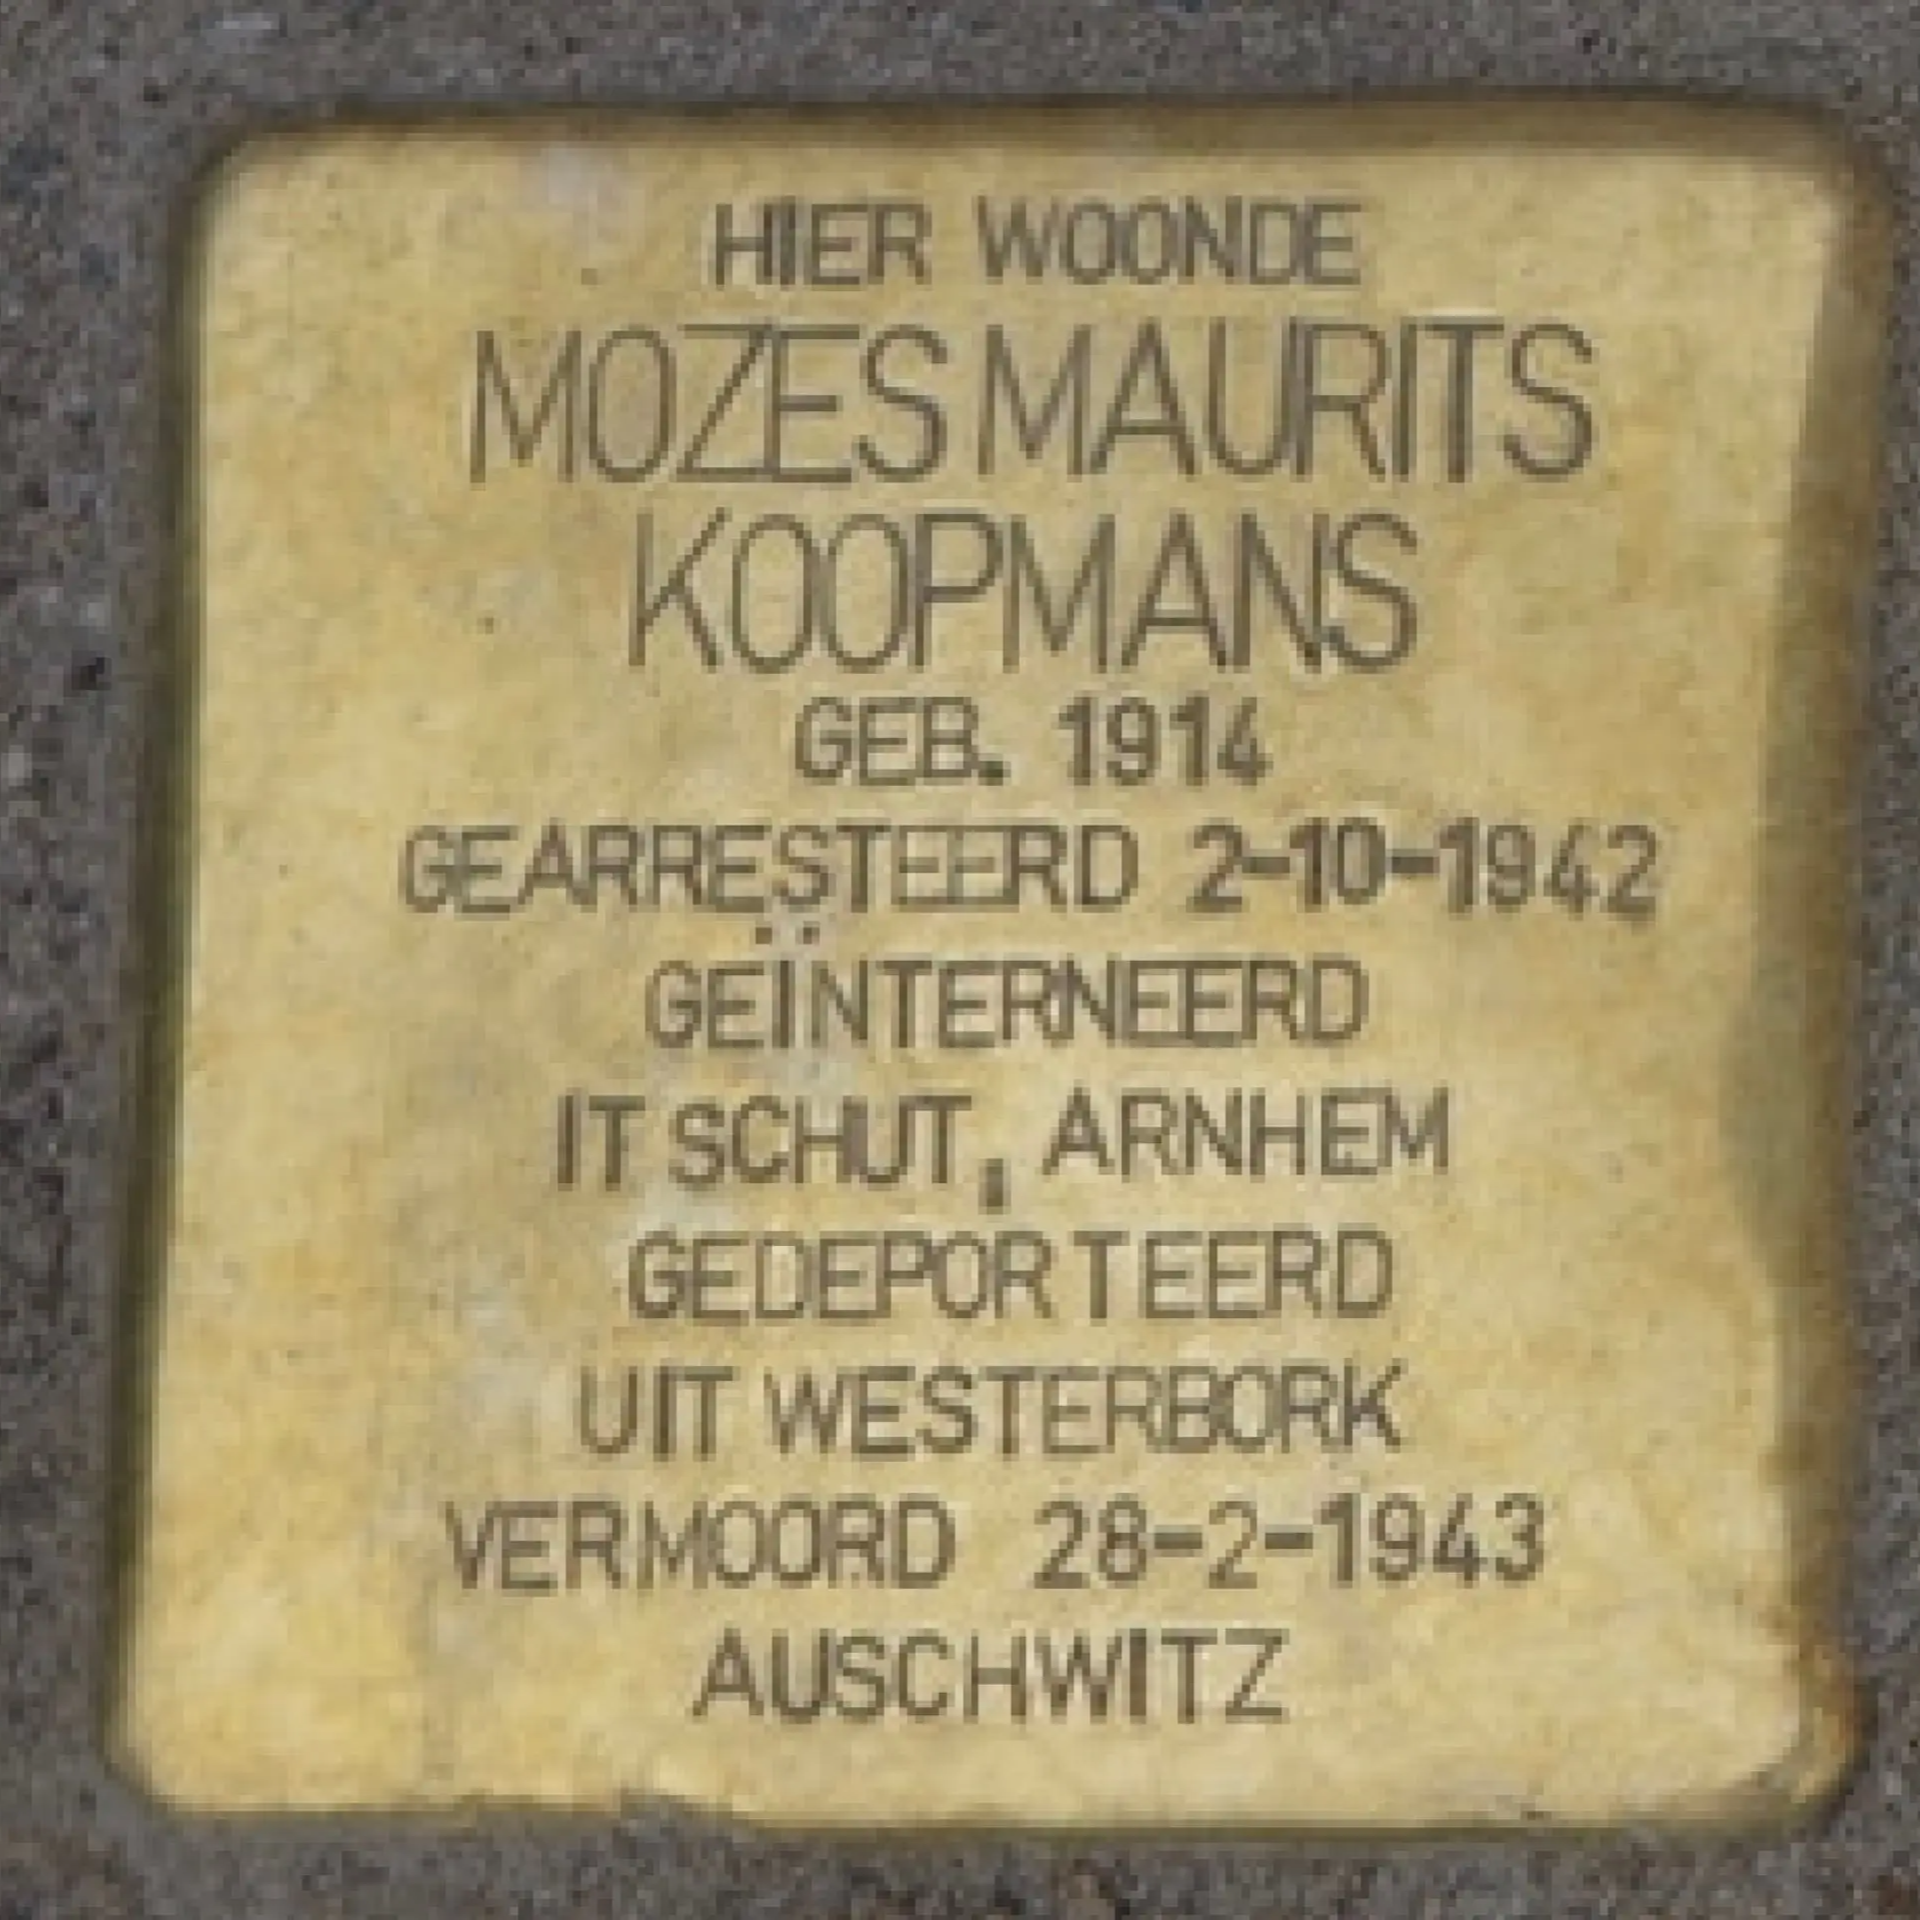 HIER WOONDE
MOZES MAURITS
KOOPMANS
GEB. 1914
GEARRESTEERD 2-10-1942
GEÏNTERNEERD
IT SCHUT, ARNHEM
GEDEPORTEERD
UIT WESTERBORK
VERMOORD 28-2-1943
AUSCHWITZ